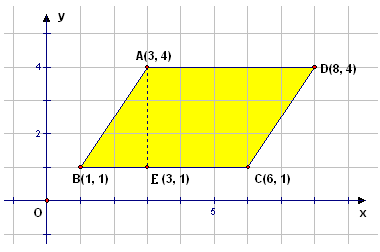 y
A(3, 4)
4
D(8, 4)
2
B(1, 1)
E (3, 1)
C(6, 1)
O
5
x